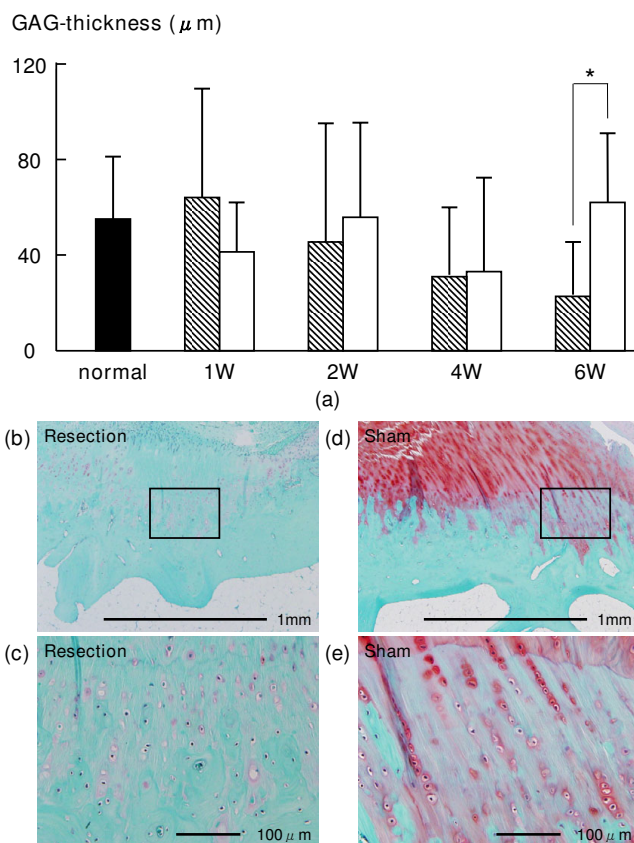 GAG-thickness (μm)
120
*
80
40
0
normal 1W 2W 4W 6W
(a)
(b) Resection
1mm
(d) Sham
1mm
(c) Resection
100μm
(e) Sham
100μm